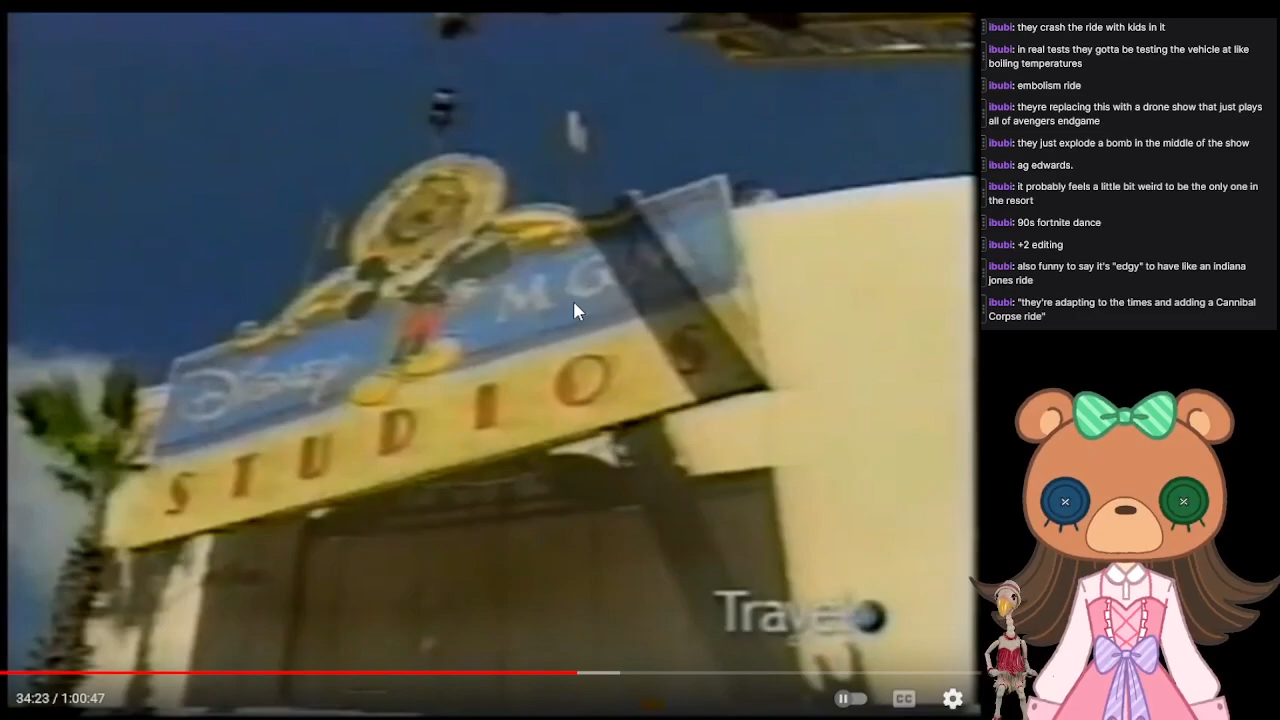 ibubi: they crash the ride with kids in it
ibubi: in real tests they gotta be testing the vehicle at like
boiling temperatures
ibubi: embolism ride
ibubi: theyre replacing this with a drone show that just plays
all of avengers endgame
ibubi: they just explode a bomb in the middle of the show
ibubi: ag edwards.
ibubi: it probably feels a little bit weird to be the only one in
the resort
ibubi: 90s fortnite dance
ibubi: +2 editing
ibubi: also funny to say it's "edgy" to have like an indiana
jones ride
ibubi: "they're adapting to the times and adding a Cannibal
Corpse ride"
DISNEY MGM
STUDIOS
Travel
34:23 / 1:00:47
CC